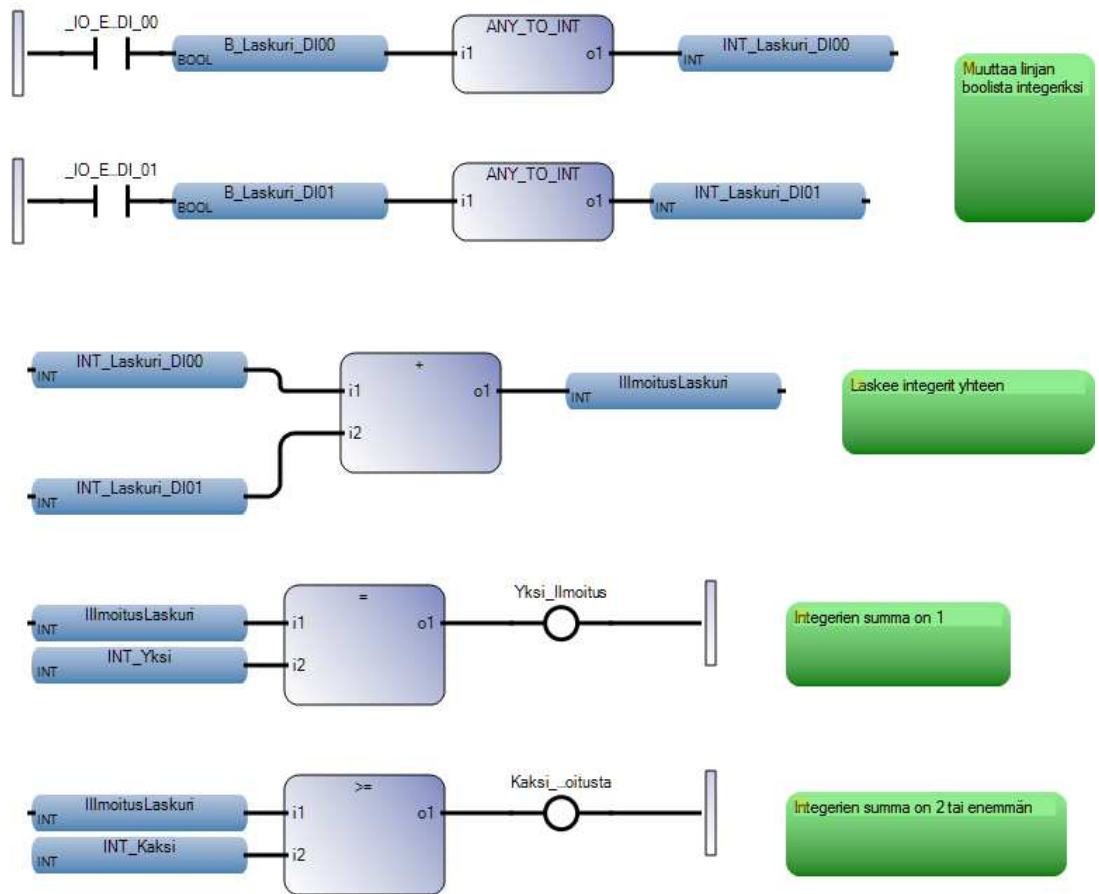 _IO_E..DI_00
B_Laskuri_DI00
BOOL
ANY_TO_INT
i1
o1
INT_Laskuri_DI00
INT
Muuttaa linjan
boolista integeriksi
_IO_E..DI_01
B_Laskuri_DI01
BOOL
ANY_TO_INT
i1
o1
INT_Laskuri_DI01
INT
INT_Laskuri_DI00
INT
+
i1
o1
i2
IIlmoitusLaskuri
INT
Laskee integerit yhteen
INT_Laskuri_DI01
INT
IIlmoitusLaskuri
INT
INT_Yksi
INT
=
i1
o1
i2
Yksi_Ilmoitus
Integerien summa on 1
IIlmoitusLaskuri
INT
INT_Kaksi
INT
>=
i1
o1
i2
Kaksi_..oitusta
Integerien summa on 2 tai enemmän